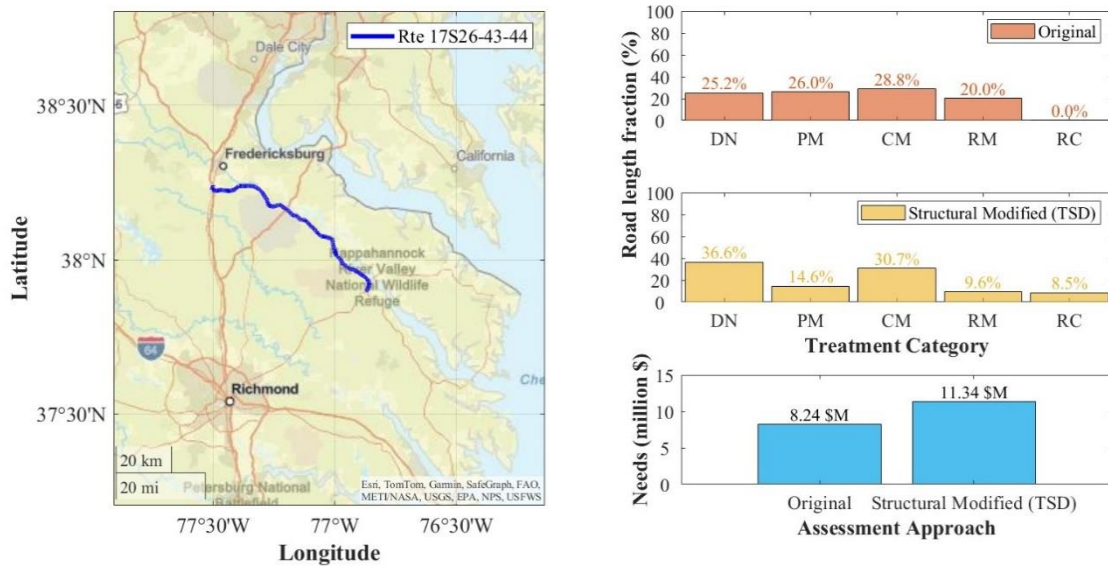 Rte 17S26-43-44
Dale City
38°30'N
Fredericksburg
California
38°N
Rappahannock
River Valley
National Wildlife
Refuge
64
Richmond
37°30'N
20 km
20 mi
Petersburg National
Battlefield
Esri, TomTom, Garmin, SafeGraph, FAO,
METI/NASA, USGS, EPA, NPS, USFWS
77°30'W 77°W 76°30'W
Longitude
Latitude
Original
100
80
60
40
20
0
25.2% 26.0% 28.8% 20.0% 0.0%
DN PM CM RM RC
Structural Modified (TSD)
100
80
60
40
20
0
36.6% 14.6% 30.7% 9.6% 8.5%
DN PM CM RM RC
Treatment Category
Road length fraction (%)
15
10
5
0
8.24 $M 11.34 $M
Original Structural Modified (TSD)
Assessment Approach
Needs (million $)